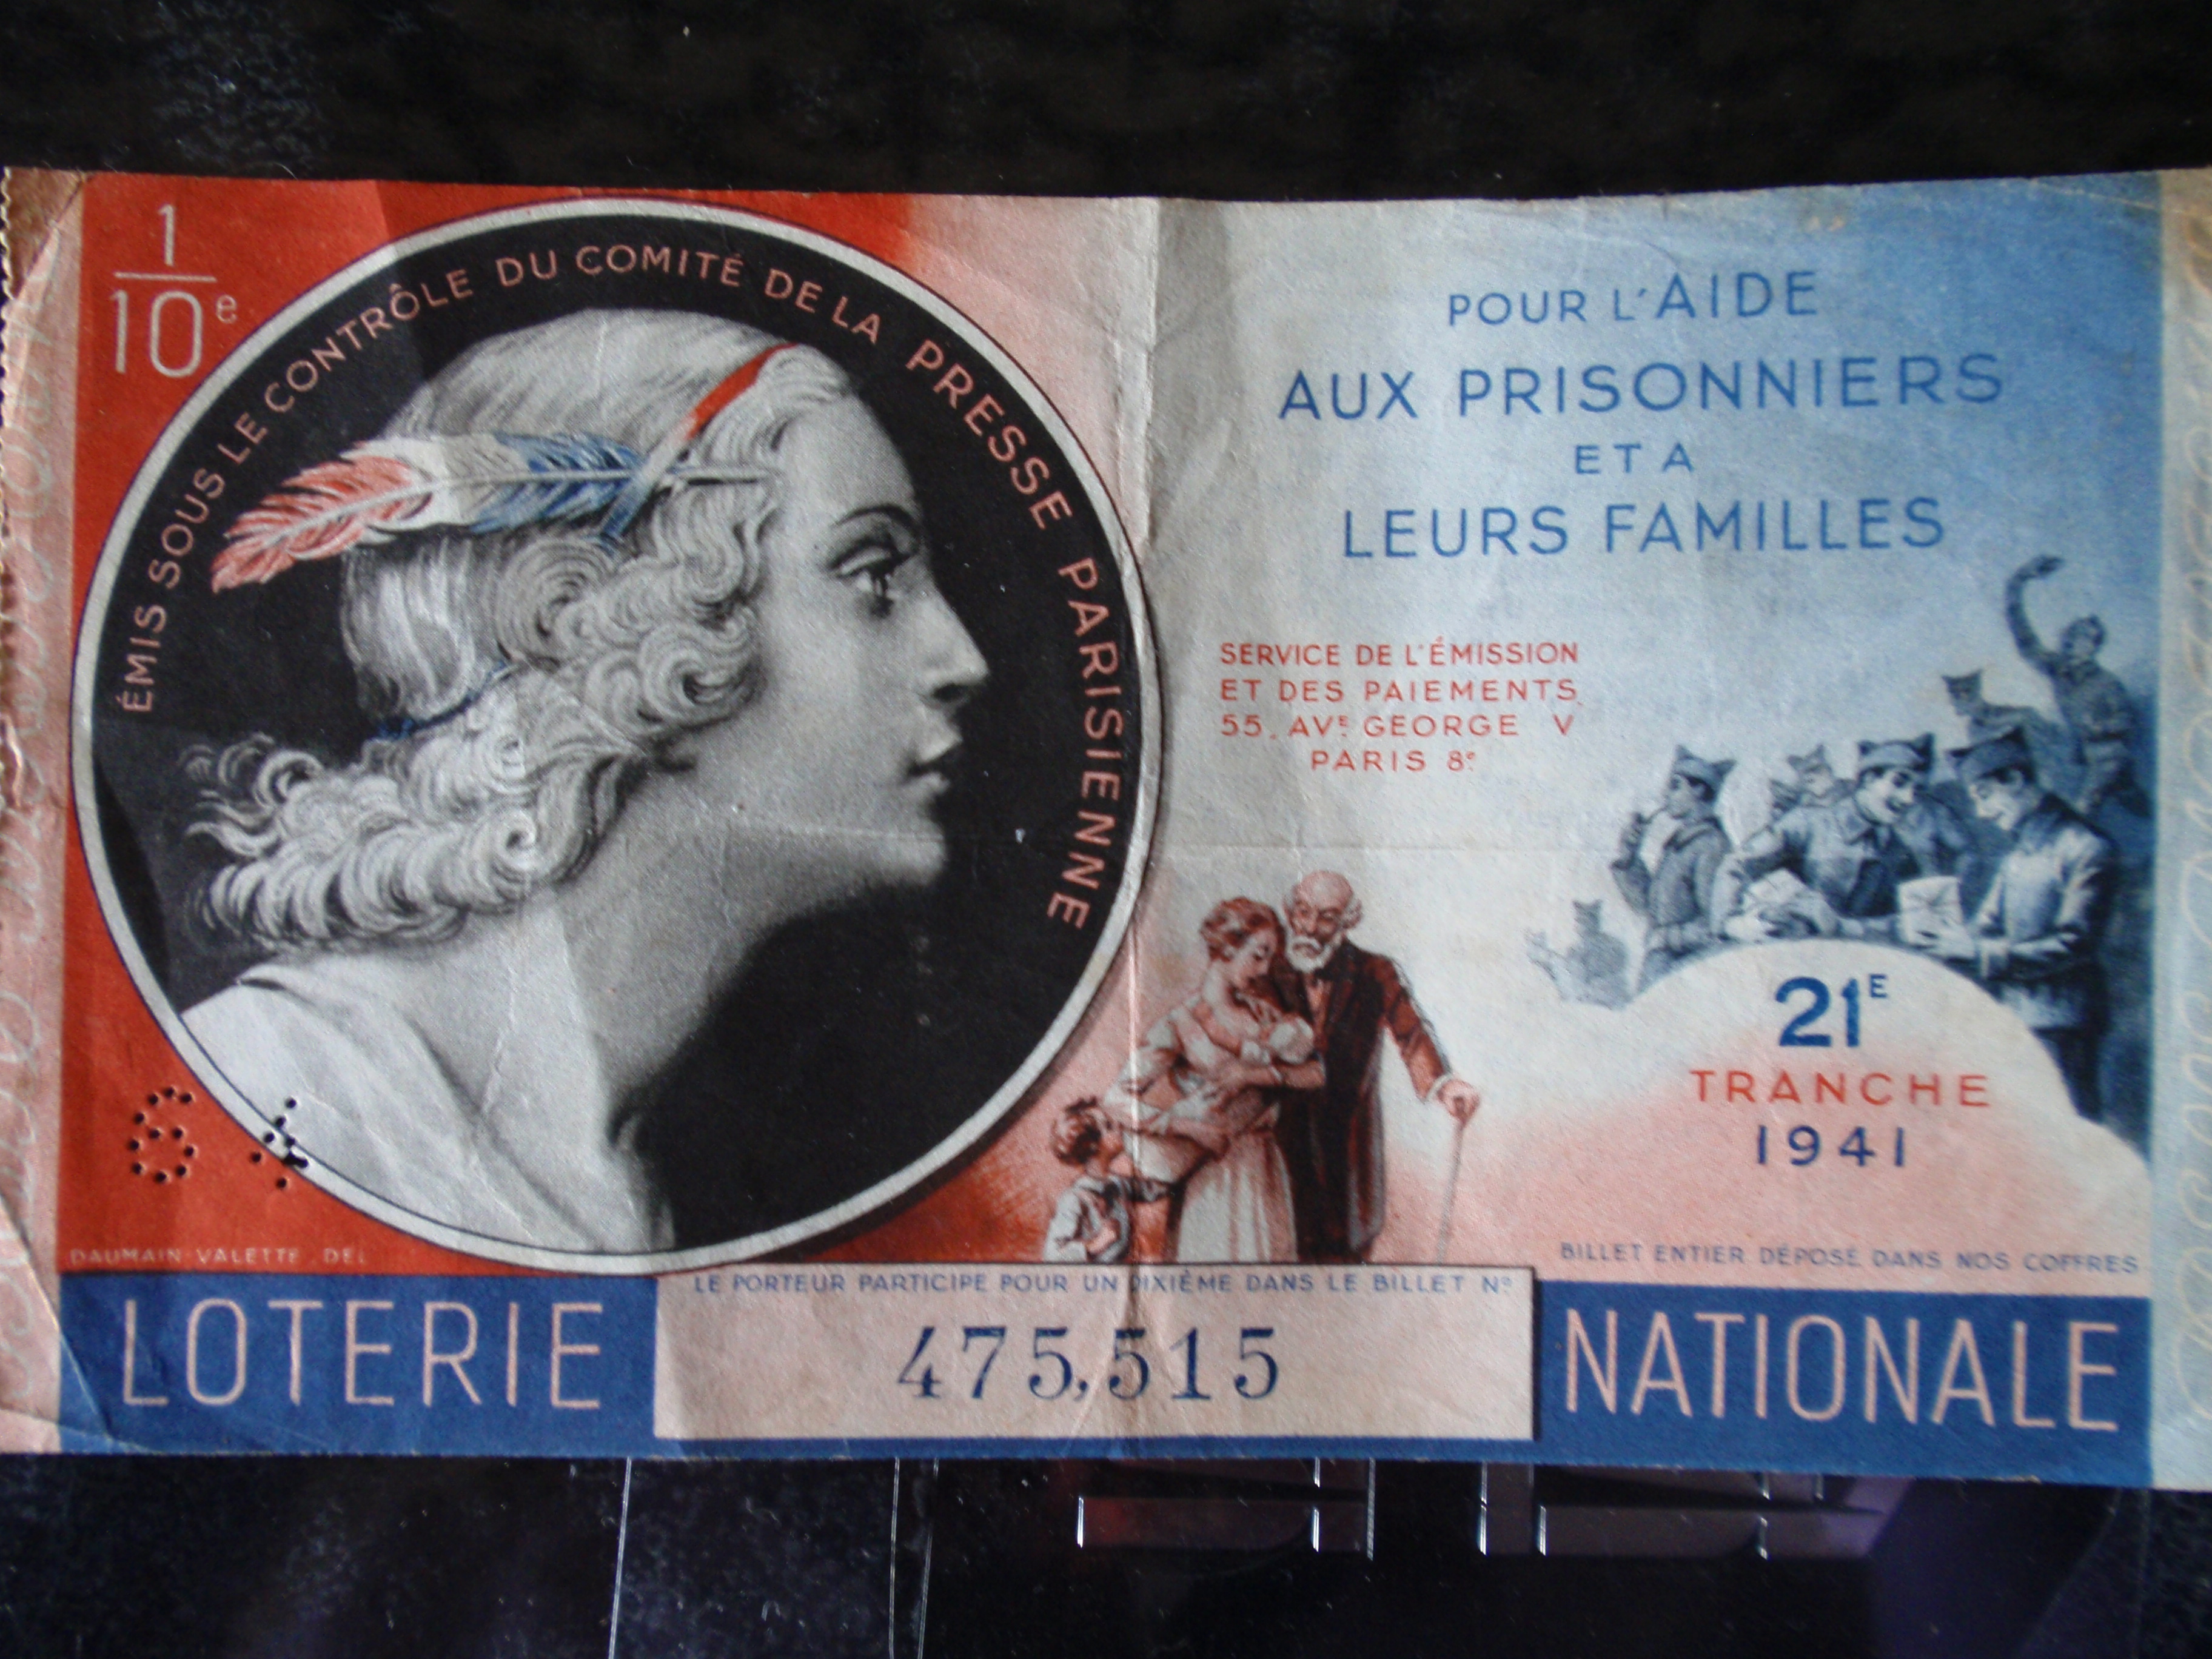 1
10e
ÉMIS SOUS LE CONTRÔLE DU COMITÉ DE LA PRESSE PARISIENNE
POUR L'AIDE
AUX PRISONNIERS
ET A
LEURS FAMILLES
SERVICE DE L'ÉMISSION
ET DES PAIEMENTS
55, AVE GEORGE V
PARIS 8e
21E
TRANCHE
1941
DAUMAIN-VALETTE, DEL
BILLET ENTIER DÉPOSÉ DANS NOS COFFRES
LE PORTEUR PARTICIPE POUR UN DIXIÈME DANS LE BILLET No
LOTERIE
475,515
NATIONALE